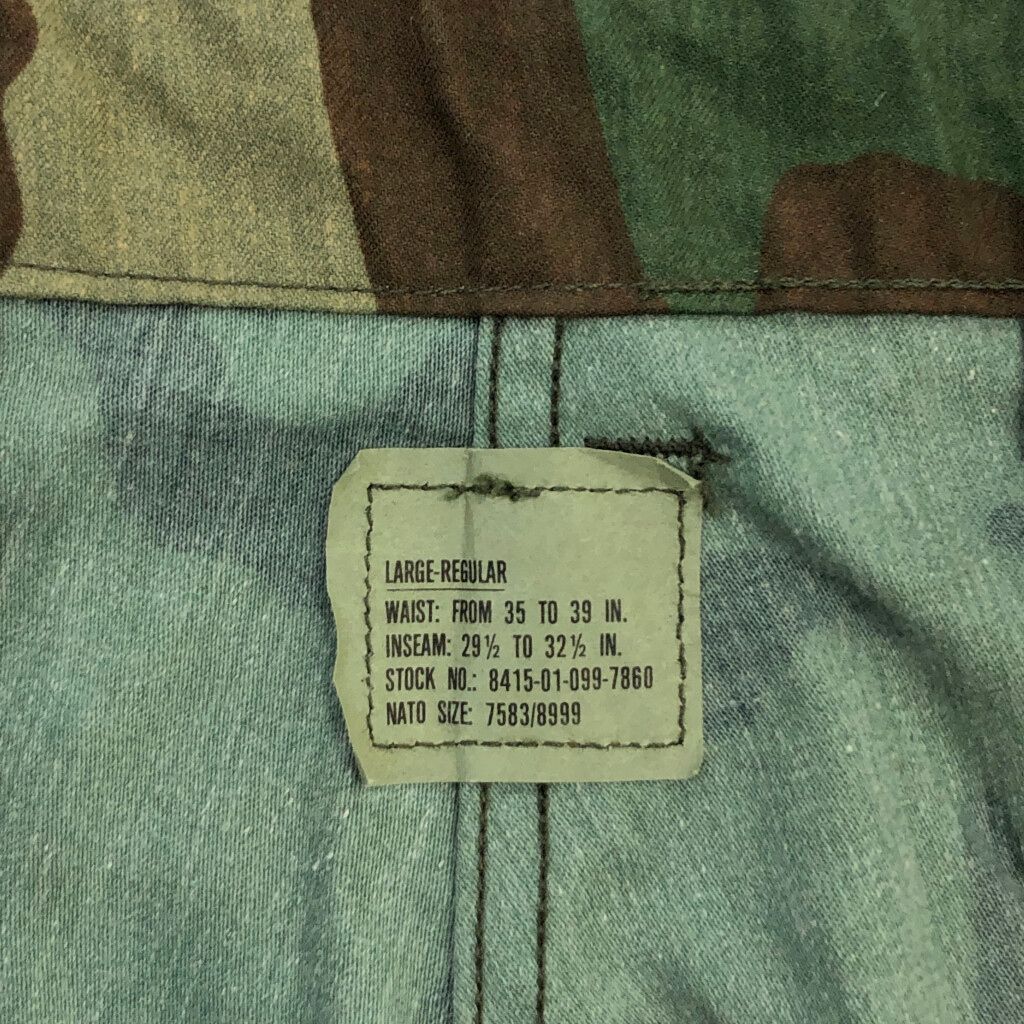 LARGE-REGULAR
WAIST: FROM 35 TO 39 IN.
INSEAM: 29½ TO 32½ IN.
STOCK NO.: 8415-01-099-7860
NATO SIZE: 7583/8999